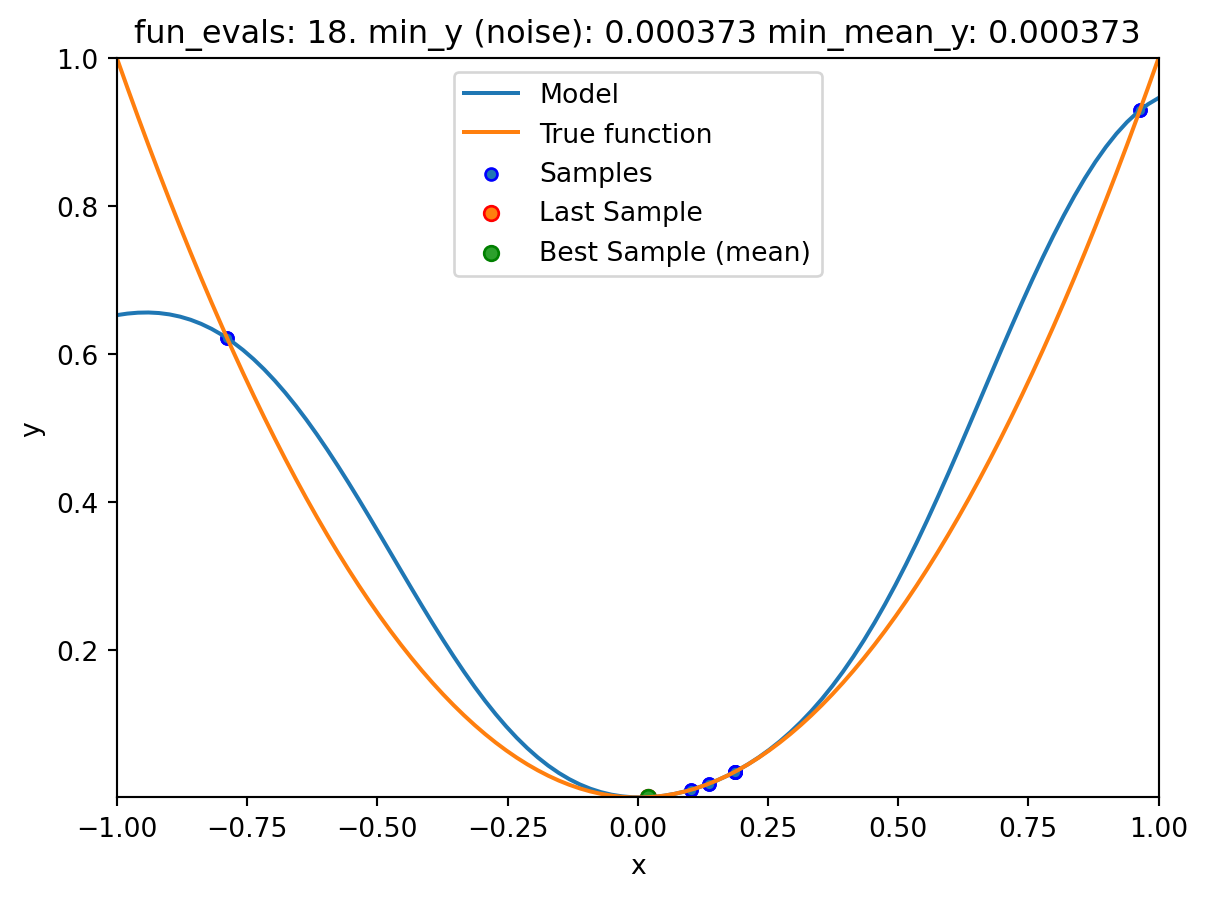 fun_evals: 18. min_y (noise): 0.000373 min_mean_y: 0.000373
1.0
0.8
0.6
0.4
0.2
y
Model
True function
Samples
Last Sample
Best Sample (mean)
−1.00 −0.75 −0.50 −0.25 0.00 0.25 0.50 0.75 1.00
x